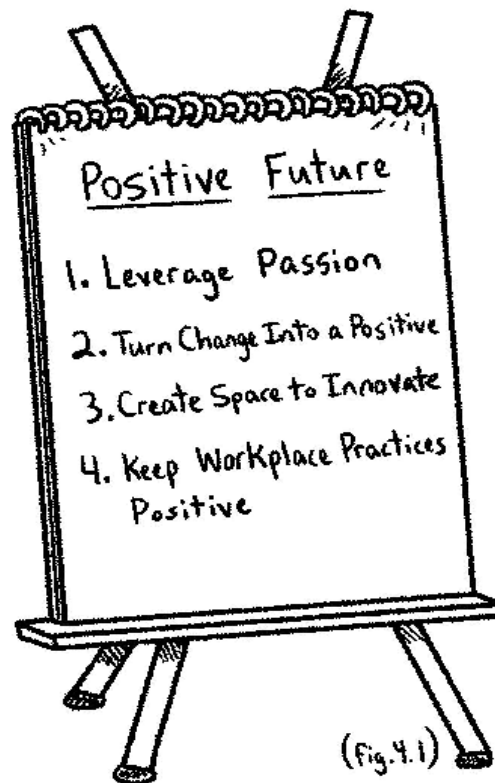 Positive Future
1. Leverage Passion
2. Turn Change Into a Positive
3. Create Space to Innovate
4. Keep Workplace Practices
Positive
(Fig.4.1)